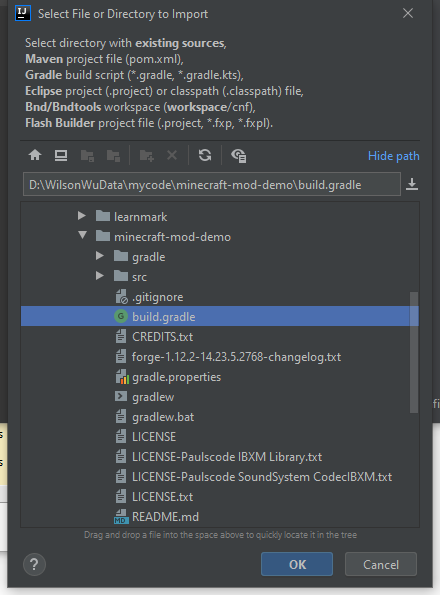 Select File or Directory to Import
Select directory with existing sources,
Maven project file (pom.xml),
Gradle build script (*.gradle, *.gradle.kts),
Eclipse project (.project) or classpath (.classpath) file,
Bnd/Bndtools workspace (workspace/cnf),
Flash Builder project file (.project, *.fxp, *.fxpl).
Hide path
D:\WilsonWuData\mycode\minecraft-mod-demo\build.gradle
learnmark
minecraft-mod-demo
gradle
src
.gitignore
build.gradle
CREDITS.txt
forge-1.12.2-14.23.5.2768-changelog.txt
gradle.properties
gradlew
gradlew.bat
LICENSE
LICENSE-Paulscode IBXM Library.txt
LICENSE-Paulscode SoundSystem CodecIBXM.txt
LICENSE.txt
README.md
Drag and drop a file into the space above to quickly locate it in the tree
?
OK
Cancel